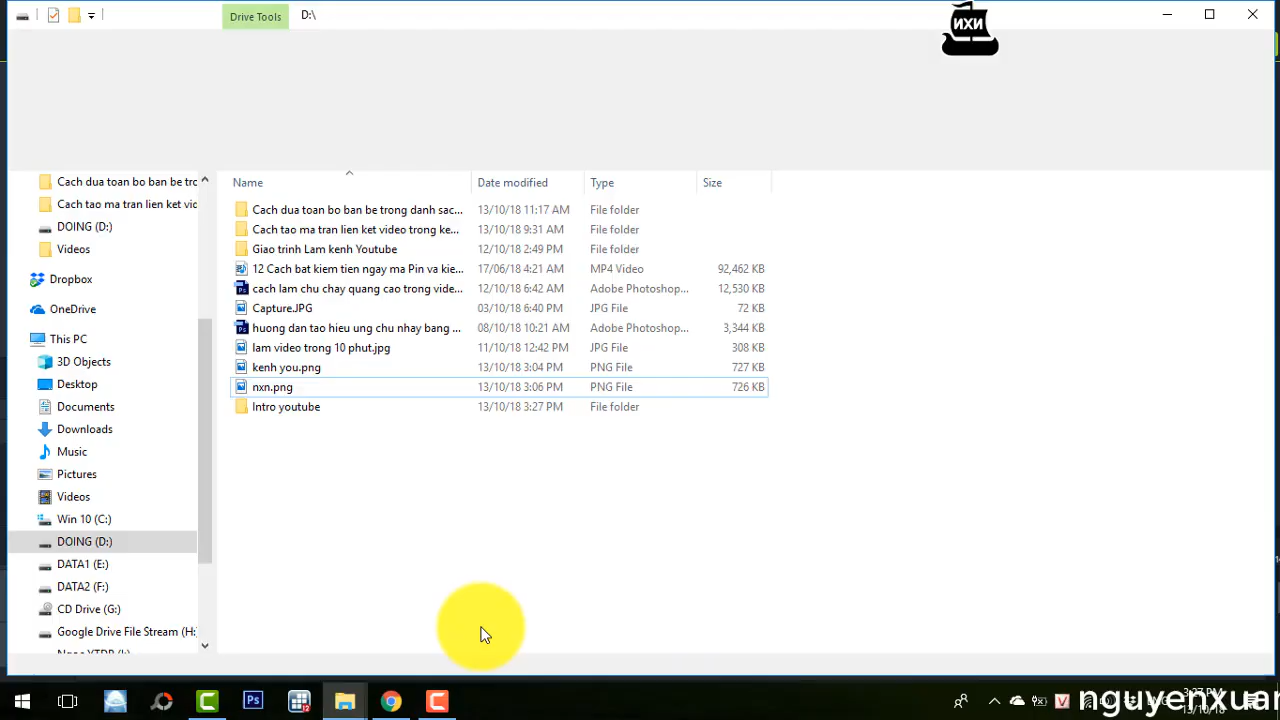 Drive Tools D:\
ИХИ
Name Date modified Type Size
Cach dua toan bo ban be tro
Cach tao ma tran lien ket vid
DOING (D:)
Videos
Dropbox
OneDrive
This PC
3D Objects
Desktop
Documents
Downloads
Music
Pictures
Videos
Win 10 (C:)
DOING (D:)
DATA1 (E:)
DATA2 (F:)
CD Drive (G:)
Google Drive File Stream (H:
Cach dua toan bo ban be trong danh sac... 13/10/18 11:17 AM File folder
Cach tao ma tran lien ket video trong ke... 13/10/18 9:31 AM File folder
Giao trinh Lam kenh Youtube 12/10/18 2:49 PM File folder
12 Cach bat kiem tien ngay ma Pin va kie... 17/06/18 4:21 AM MP4 Video 92,462 KB
cach lam chu chay quang cao trong vide... 12/10/18 6:42 AM Adobe Photoshop... 12,530 KB
Capture.JPG 03/10/18 6:40 PM JPG File 72 KB
huong dan tao hieu ung chu nhay bang ... 08/10/18 10:21 AM Adobe Photoshop... 3,344 KB
lam video trong 10 phut.jpg 11/10/18 12:42 PM JPG File 308 KB
kenh you.png 13/10/18 3:04 PM PNG File 727 KB
nxn.png 13/10/18 3:06 PM PNG File 726 KB
Intro youtube 13/10/18 3:27 PM File folder
Ps
V
3:27 PM
nguyenxuan
13/10/18